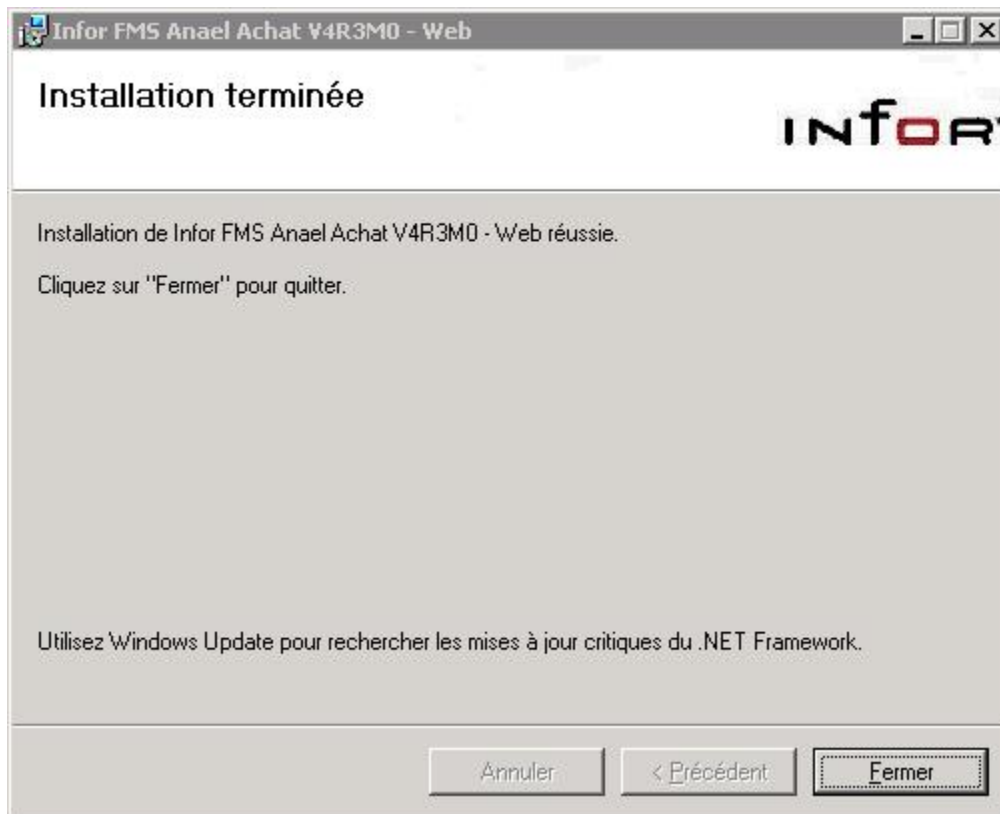 Infor FMS Anael Achat V4R3M0 - Web
Installation terminée
infor
Installation de Infor FMS Anael Achat V4R3M0 - Web réussie.
Cliquez sur "Fermer" pour quitter.
Utilisez Windows Update pour rechercher les mises à jour critiques du .NET Framework.
Annuler
< Précédent
Fermer